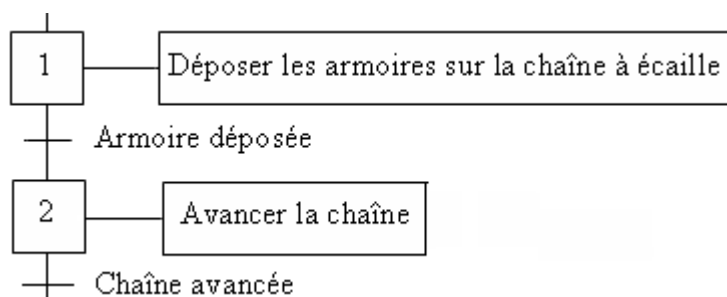 1
Déposer les armoires sur la chaîne à écaille
Armoire déposée
2
Avancer la chaîne
Chaîne avancée